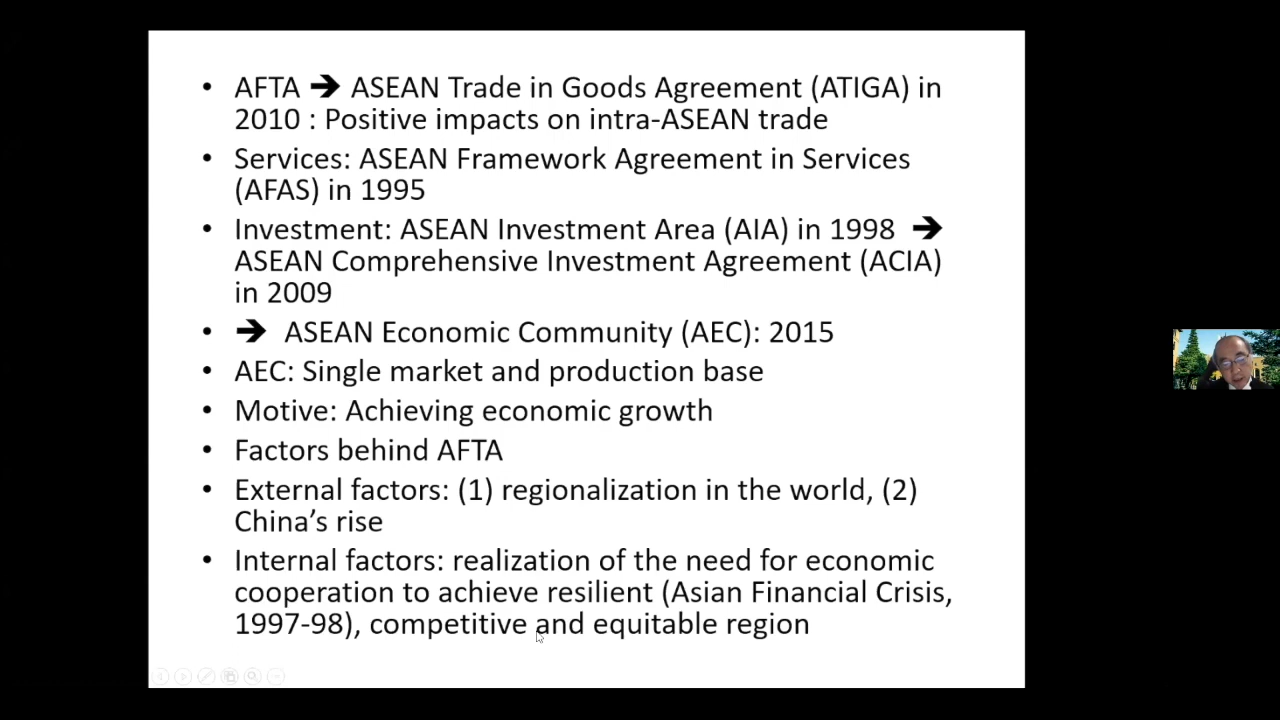 • AFTA ➔ ASEAN Trade in Goods Agreement (ATIGA) in
2010 : Positive impacts on intra-ASEAN trade
• Services: ASEAN Framework Agreement in Services
(AFAS) in 1995
• Investment: ASEAN Investment Area (AIA) in 1998 ➔
ASEAN Comprehensive Investment Agreement (ACIA)
in 2009
• ➔ ASEAN Economic Community (AEC): 2015
• AEC: Single market and production base
• Motive: Achieving economic growth
• Factors behind AFTA
• External factors: (1) regionalization in the world, (2)
China’s rise
• Internal factors: realization of the need for economic
cooperation to achieve resilient (Asian Financial Crisis,
1997-98), competitive and equitable region